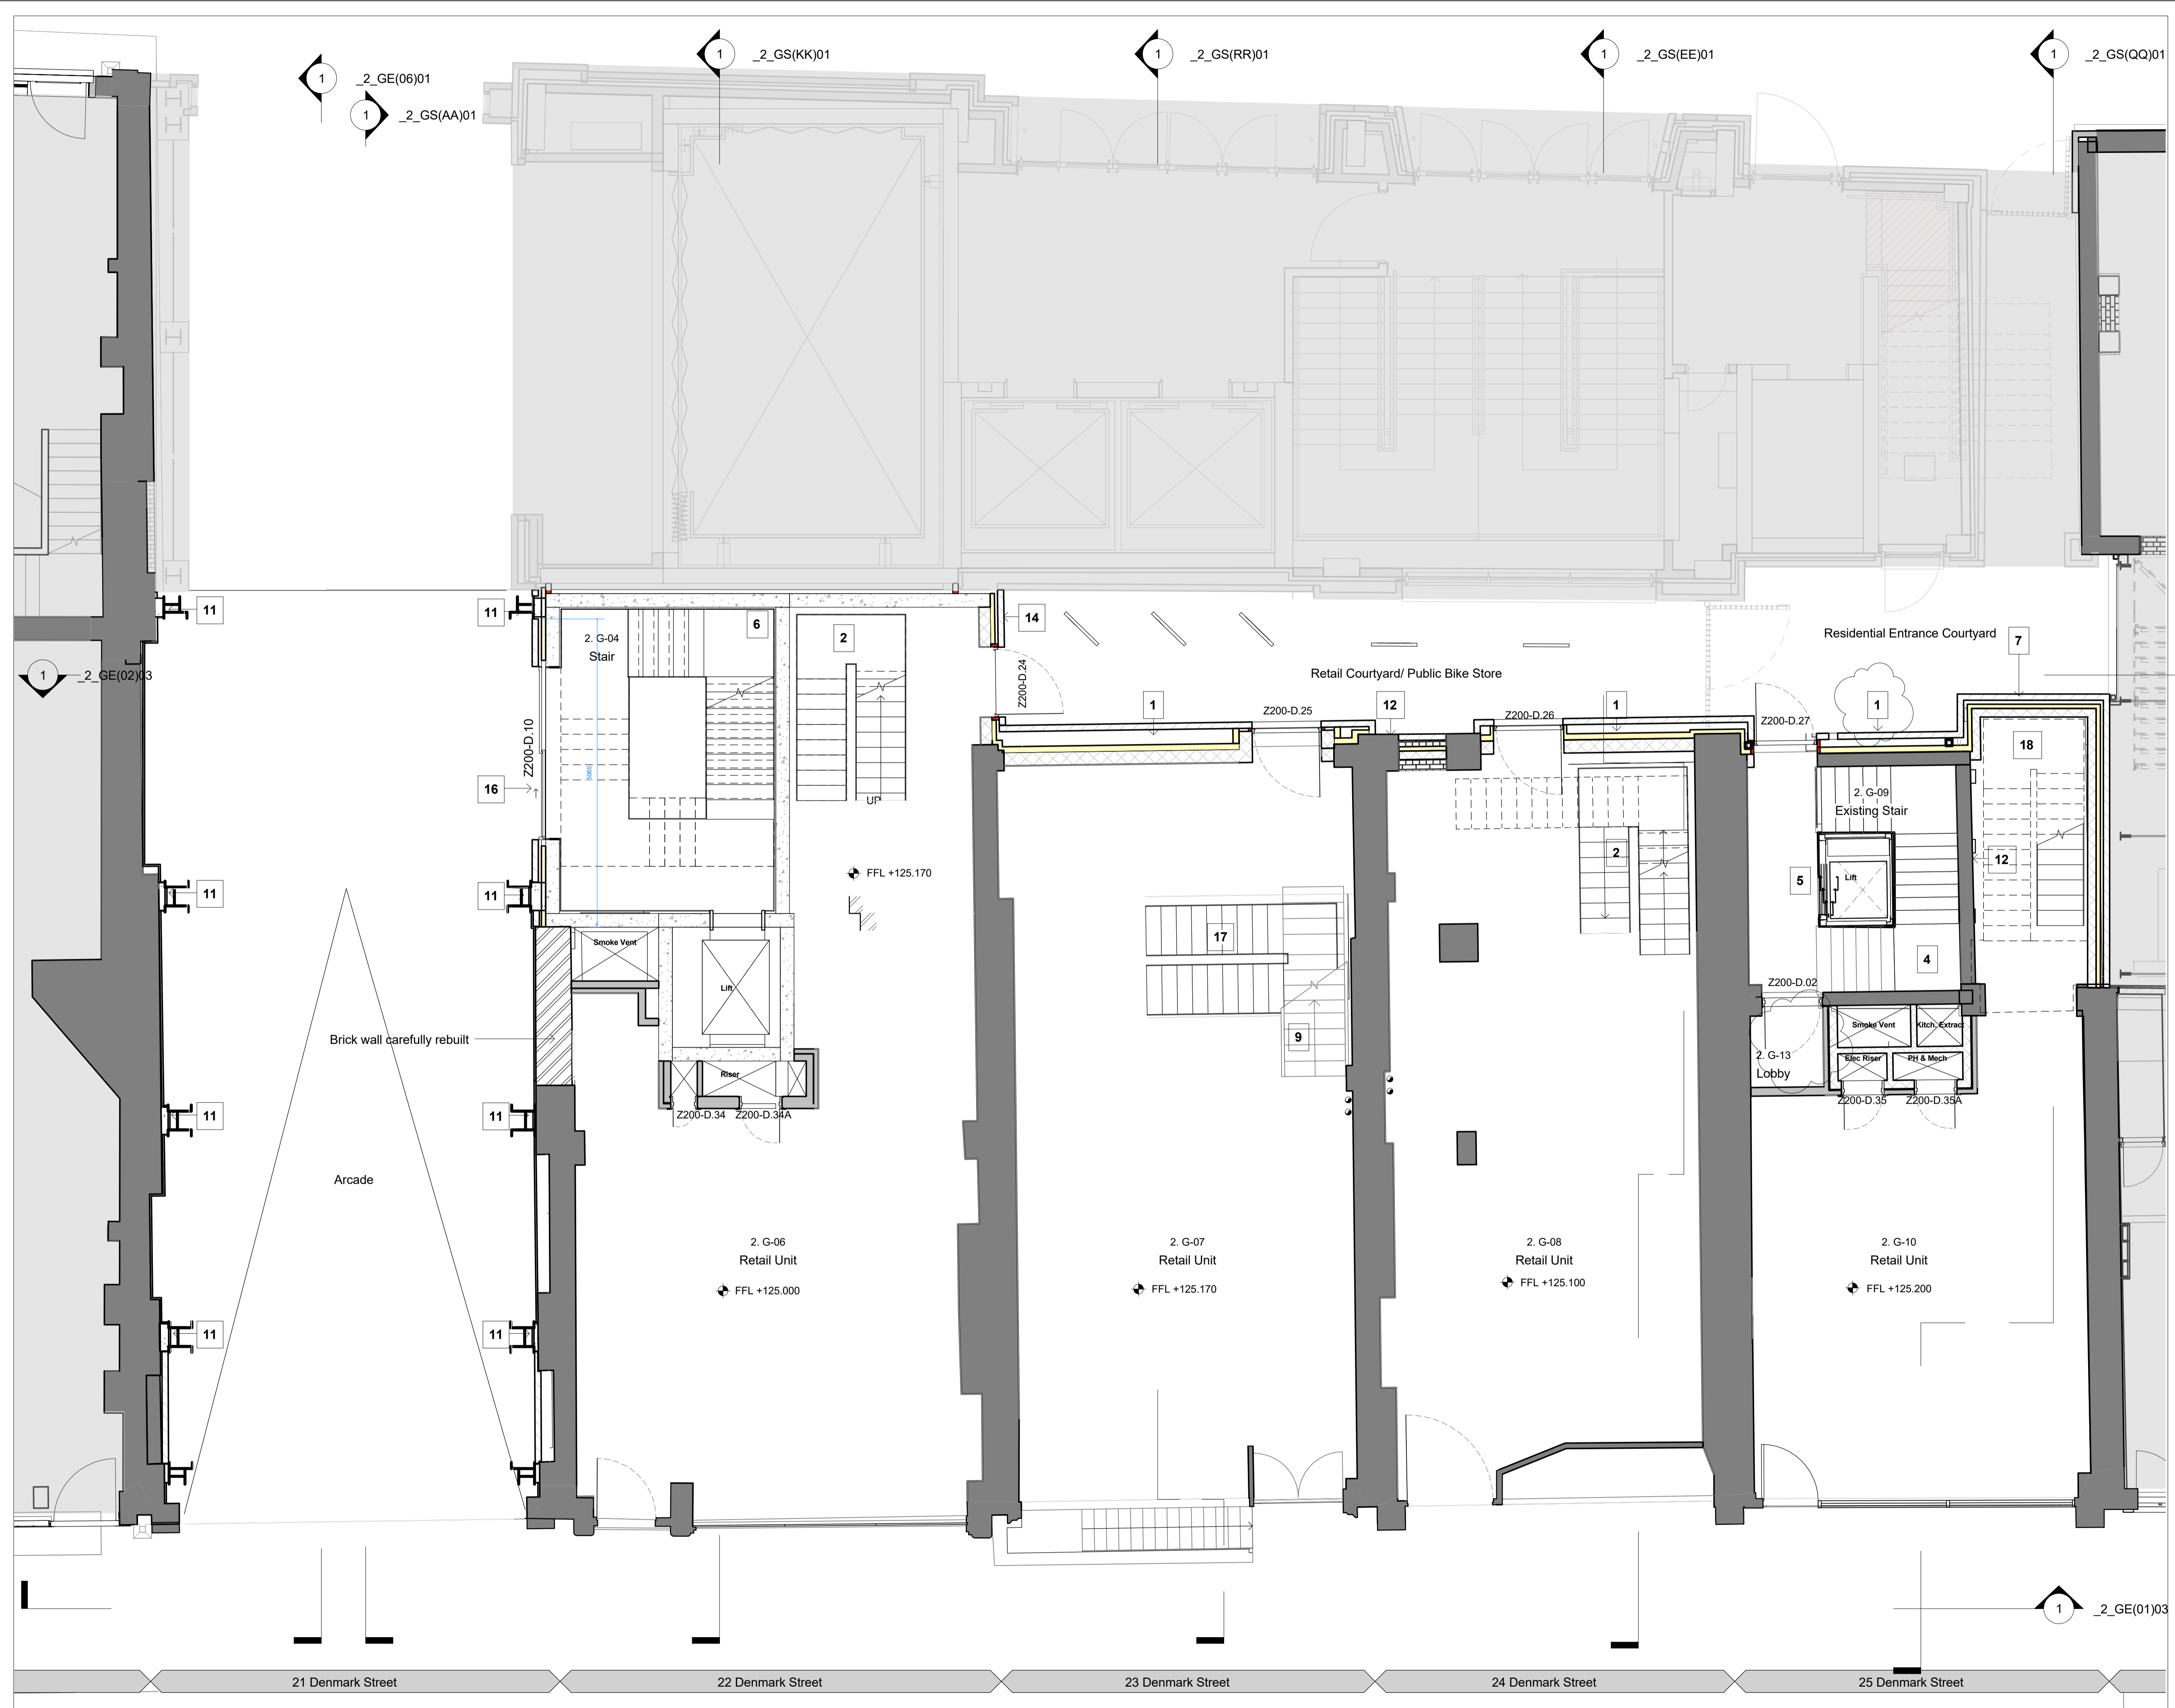 1 _2_GS(KK)01
1 _2_GS(RR)01
1 _2_GS(EE)01
1 _2_GS(QQ)01
1 _2_GE(06)01
1 _2_GS(AA)01
11
11
14
2. G-04
Stair
6
2
Residential Entrance Courtyard
7
1 _2_GE(02)03
Retail Courtyard/ Public Bike Store
Z200-D.24
1
Z200-D.25
12
Z200-D.26
1
Z200-D.27
1
18
Z200-D.10
16
UP
2. G-09
Existing Stair
12
2
5
Lift
FFL +125.170
11
11
17
4
Smoke Vent
Lift
Z200-D.02
9
Brick wall carefully rebuilt
Smoke Vent
Kitch. Extract
2. G-13
Lobby
Elec Riser
PH & Mech
Riser
Z200-D.34
Z200-D.34A
Z200-D.35
Z200-D.35A
11
11
Arcade
2. G-06
Retail Unit
FFL +125.000
2. G-07
Retail Unit
FFL +125.170
2. G-08
Retail Unit
FFL +125.100
2. G-10
Retail Unit
FFL +125.200
11
11
1 _2_GE(01)03
21 Denmark Street
22 Denmark Street
23 Denmark Street
24 Denmark Street
25 Denmark Street